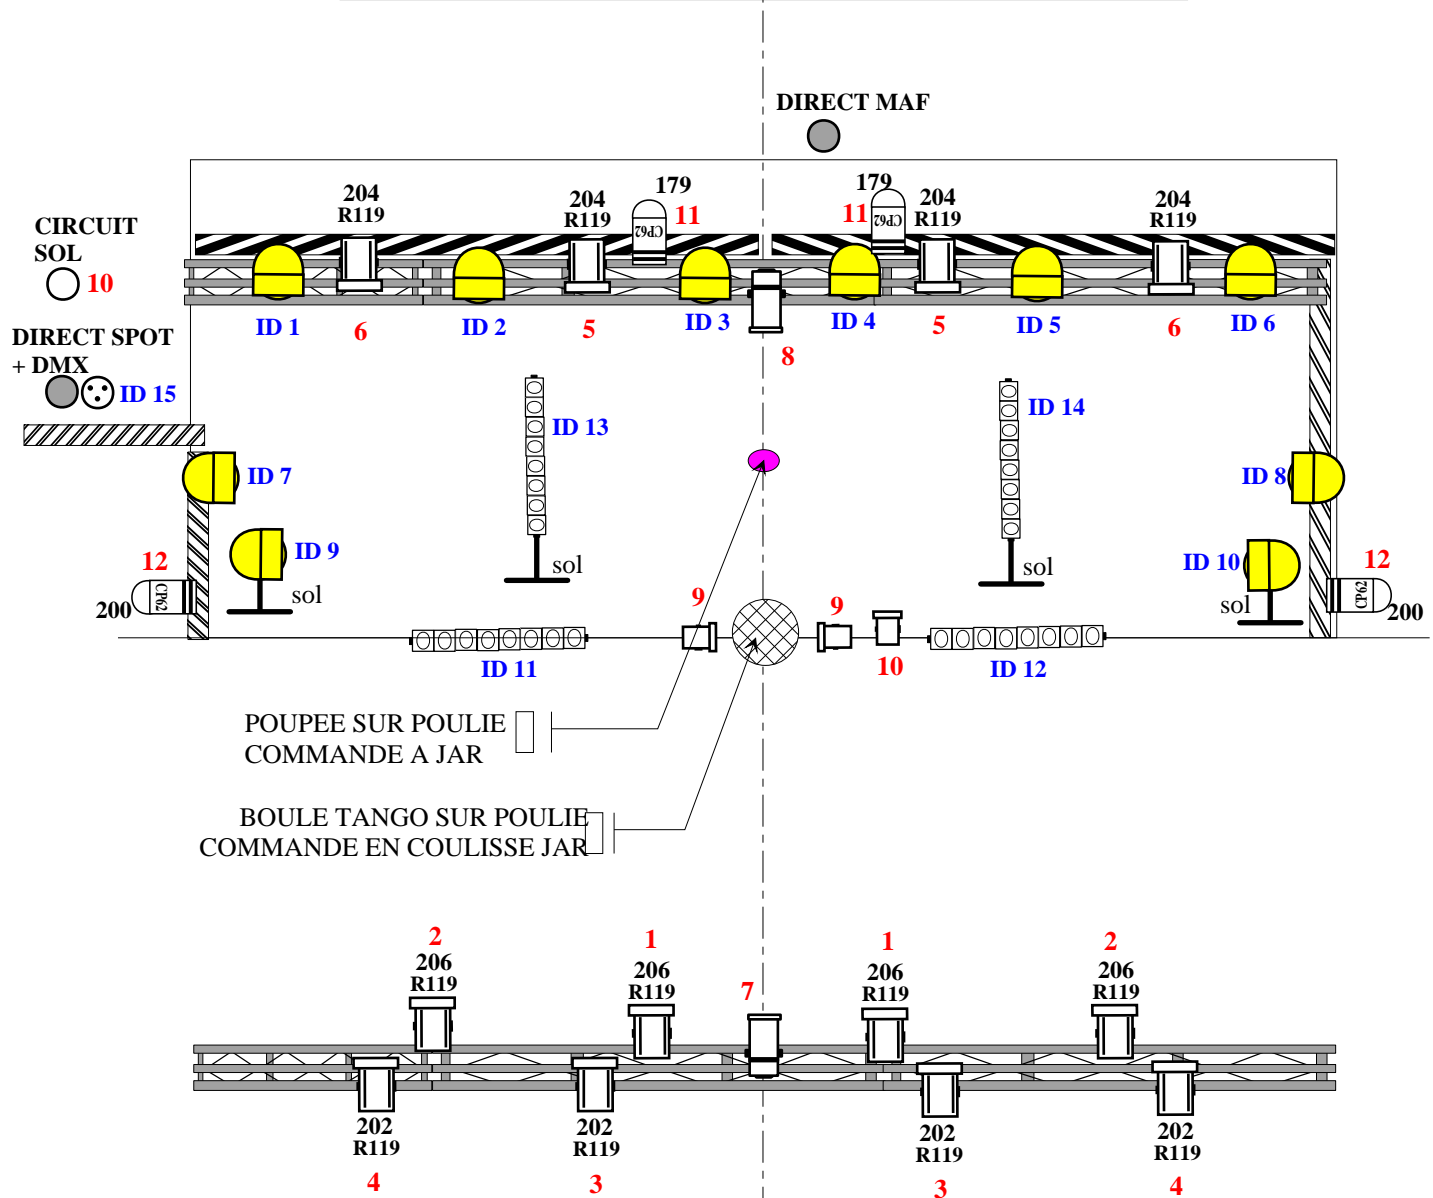 DIRECT MAF
204
R119
204
R119
179
11
179
11
204
R119
204
R119
CP62
CP62
CIRCUIT
SOL
10
ID 1
6
ID 2
5
ID 3
8
ID 4
5
ID 5
6
ID 6
DIRECT SPOT
+ DMX
ID 15
ID 13
ID 14
ID 7
ID 8
ID 9
sol
sol
sol
ID 10
sol
12
CP62
200
12
CP62
200
9
9
10
ID 11
ID 12
POUPEE SUR POULIE
COMMANDE A JAR
BOULE TANGO SUR POULIE
COMMANDE EN COULISSE JAR
2
206
R119
1
206
R119
7
1
206
R119
2
206
R119
202
R119
4
202
R119
3
202
R119
3
202
R119
4